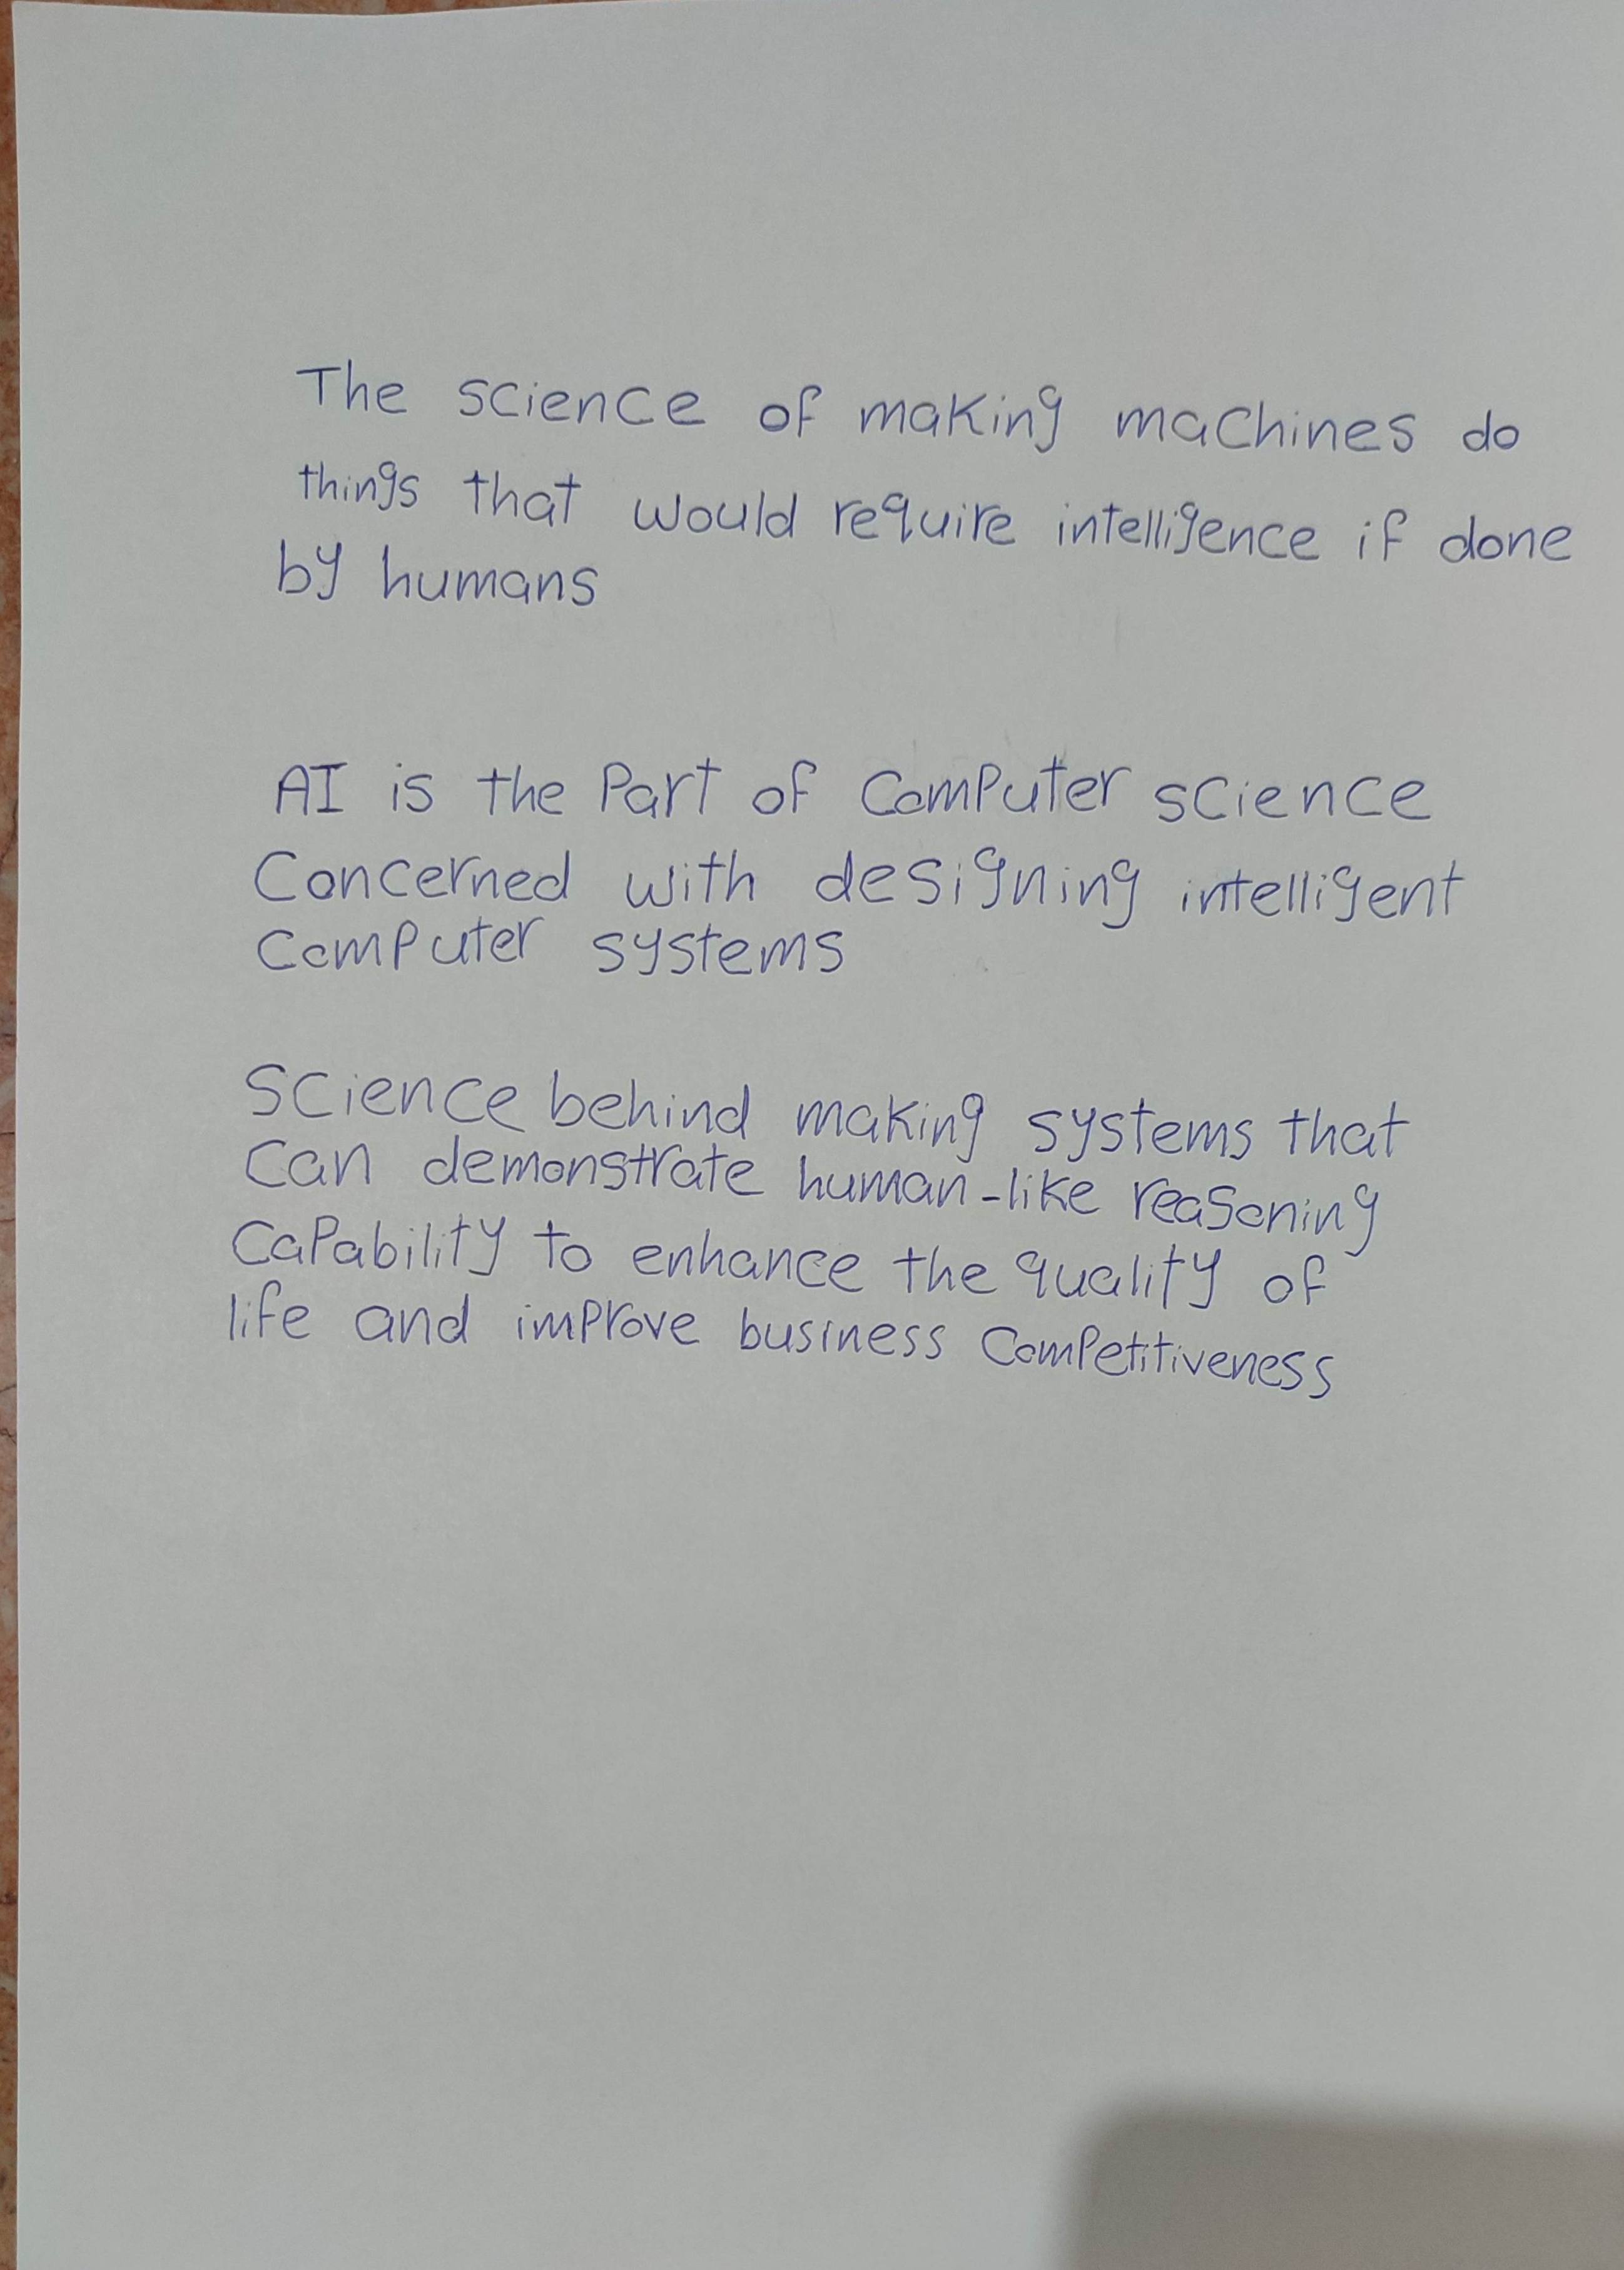 The science of making machines do
things that would require intelligence if done
by humans
AI is the Part of Computer science
Concerned with designing intelligent
Computer systems
Science behind making systems that
Can demonstrate human-like reasoning
Capability to enhance the quality of
life and improve business Competitiveness